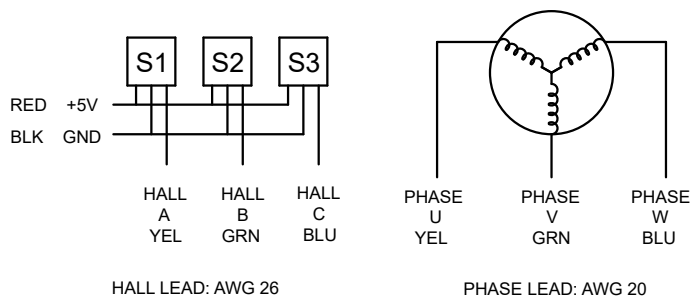 S1 S2 S3
RED +5V
BLK GND
HALL A YEL
HALL B GRN
HALL C BLU
PHASE U YEL
PHASE V GRN
PHASE W BLU
HALL LEAD: AWG 26
PHASE LEAD: AWG 20